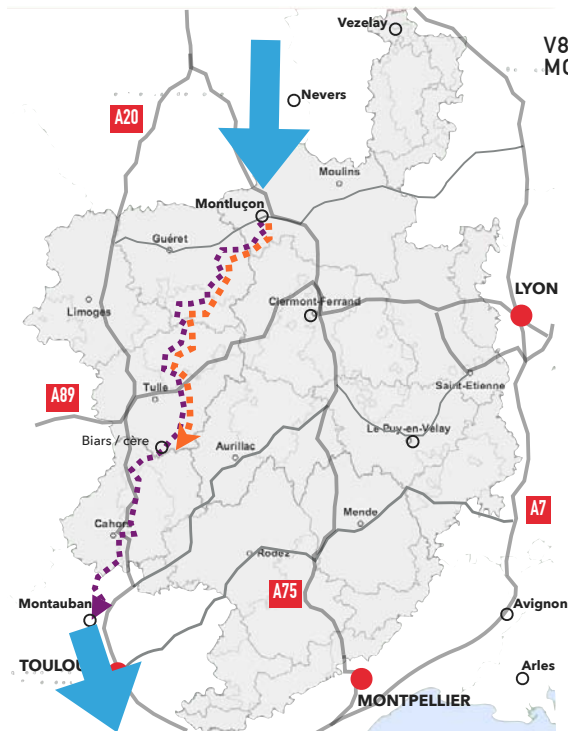 Vezelay
V8
A20
Nevers
Moulins
Montluçon
Guéret
Clermont-Ferrand
LYON
Limoges
Saint-Etienne
Tulle
A89
Le Puy-en-Velay
Biars / cère
Aurillac
A7
Mende
Cahors
Rodez
A75
Montauban
Avignon
TOULOU
Arles
MONTPELLIER